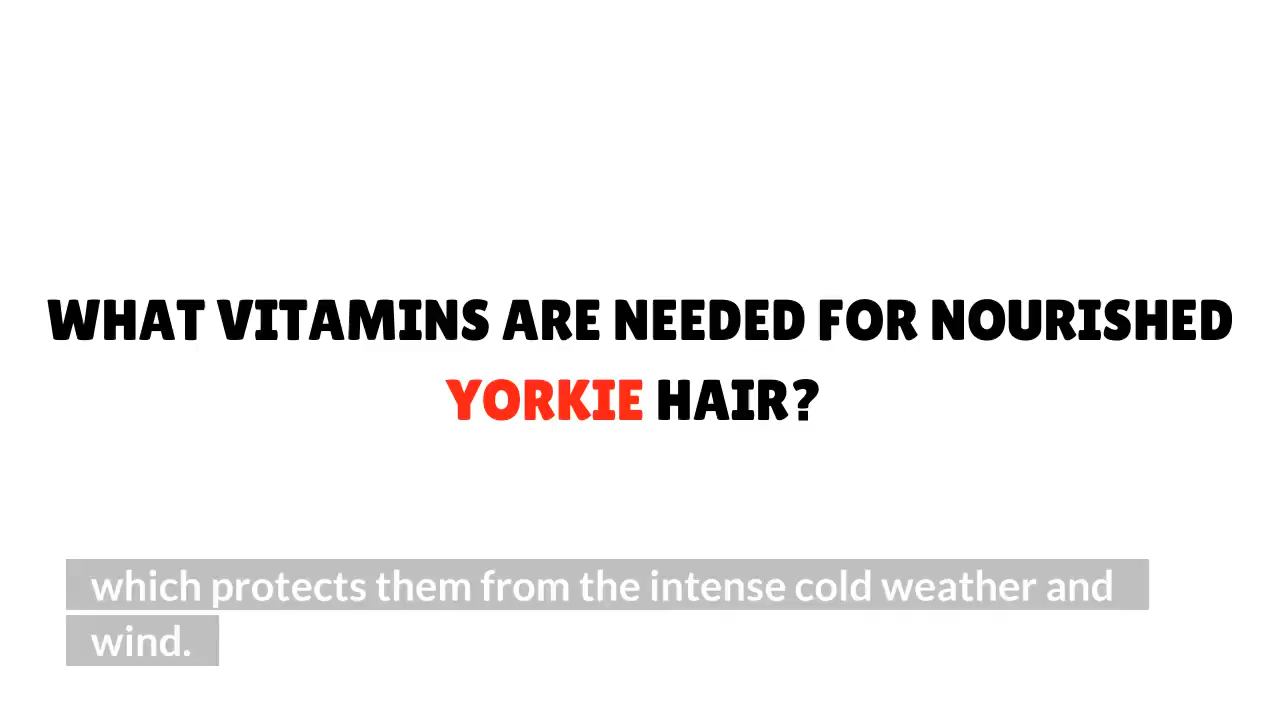 WHAT VITAMINS ARE NEEDED FOR NOURISHED
YORKIE HAIR?
which protects them from the intense cold weather and
wind.